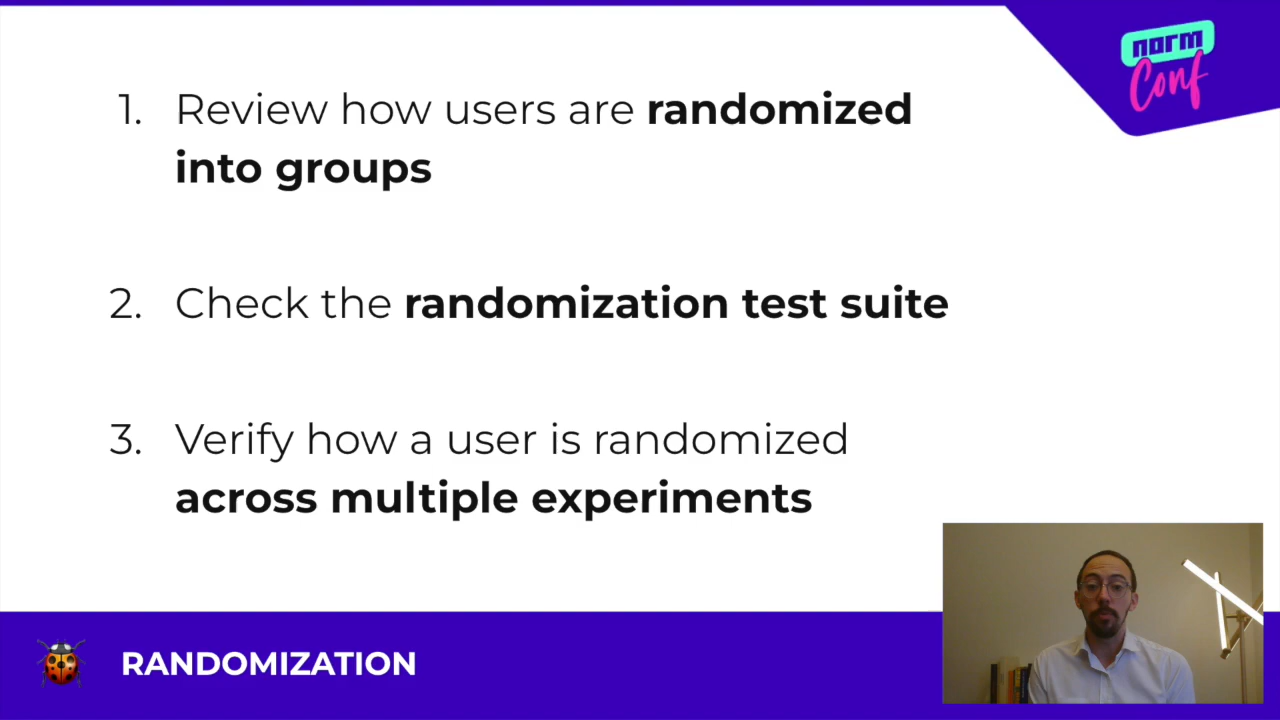 norm
Conf
1. Review how users are randomized
into groups
2. Check the randomization test suite
3. Verify how a user is randomized
across multiple experiments
RANDOMIZATION